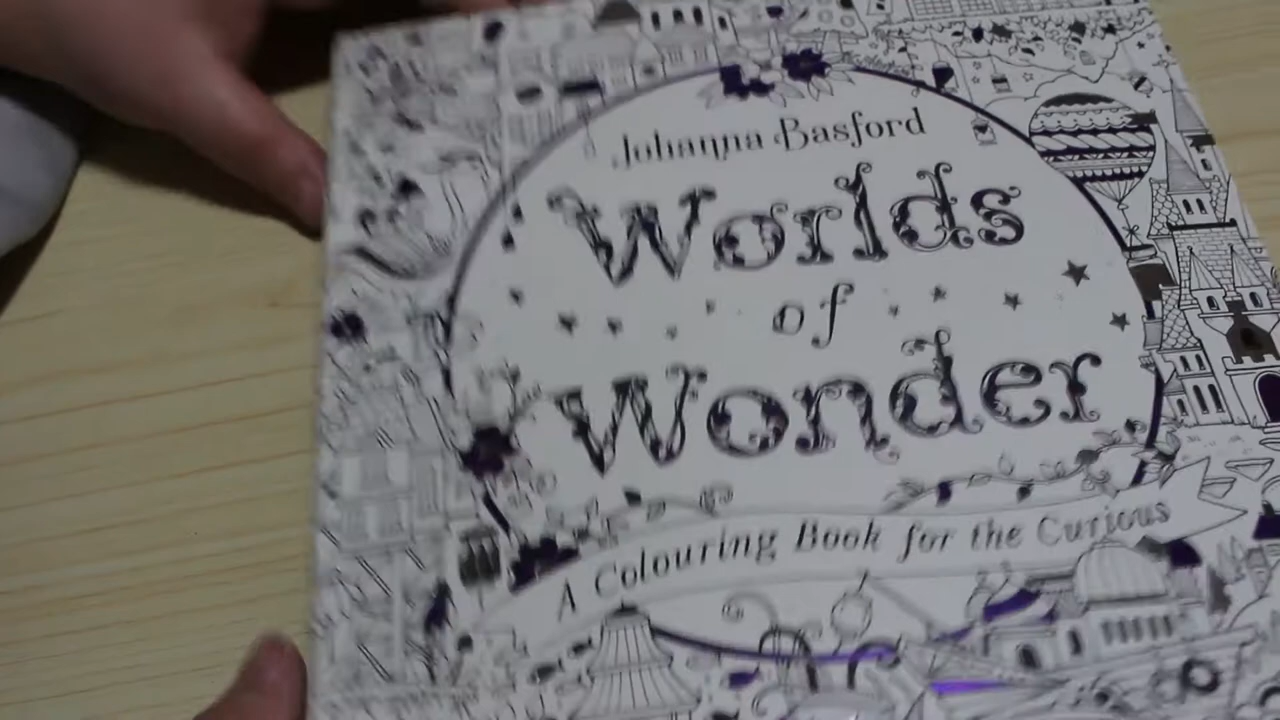 Johanna Basford
Worlds
of
Wonder
A Colouring Book for the Curious